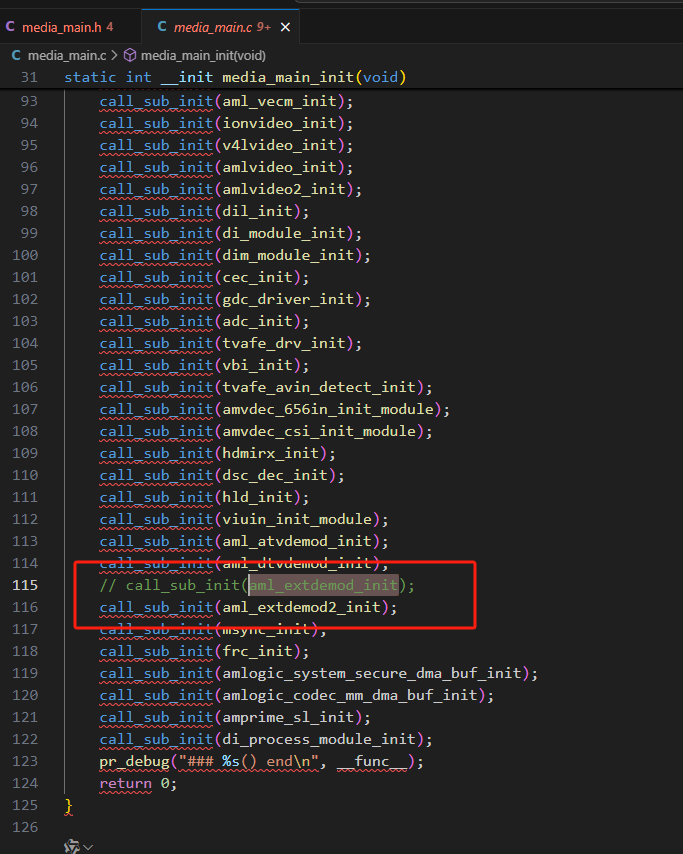 C media_main.h 4
C media_main.c 9+ ×
C media_main.c > media_main_init(void)
31 static int __init media_main_init(void)
93 call_sub_init(aml_vecm_init);
94 call_sub_init(ionvideo_init);
95 call_sub_init(v4lvideo_init);
96 call_sub_init(amlvideo_init);
97 call_sub_init(amlvideo2_init);
98 call_sub_init(dil_init);
99 call_sub_init(di_module_init);
100 call_sub_init(dim_module_init);
101 call_sub_init(cec_init);
102 call_sub_init(gdc_driver_init);
103 call_sub_init(adc_init);
104 call_sub_init(tvafe_drv_init);
105 call_sub_init(vbi_init);
106 call_sub_init(tvafe_avin_detect_init);
107 call_sub_init(amvdec_656in_init_module);
108 call_sub_init(amvdec_csi_init_module);
109 call_sub_init(hdmirx_init);
110 call_sub_init(dsc_dec_init);
111 call_sub_init(hld_init);
112 call_sub_init(viuin_init_module);
113 call_sub_init(aml_atvdemod_init);
114 call_sub_init(aml_dtvdemod_init);
115 // call_sub_init(aml_extdemod_init);
116 call_sub_init(aml_extdemod2_init);
117 call_sub_init(msync_init);
118 call_sub_init(frc_init);
119 call_sub_init(amlogic_system_secure_dma_buf_init);
120 call_sub_init(amlogic_codec_mm_dma_buf_init);
121 call_sub_init(amprime_sl_init);
122 call_sub_init(di_process_module_init);
123 pr_debug("### %s() end\n", __func__);
124 return 0;
125 }
126